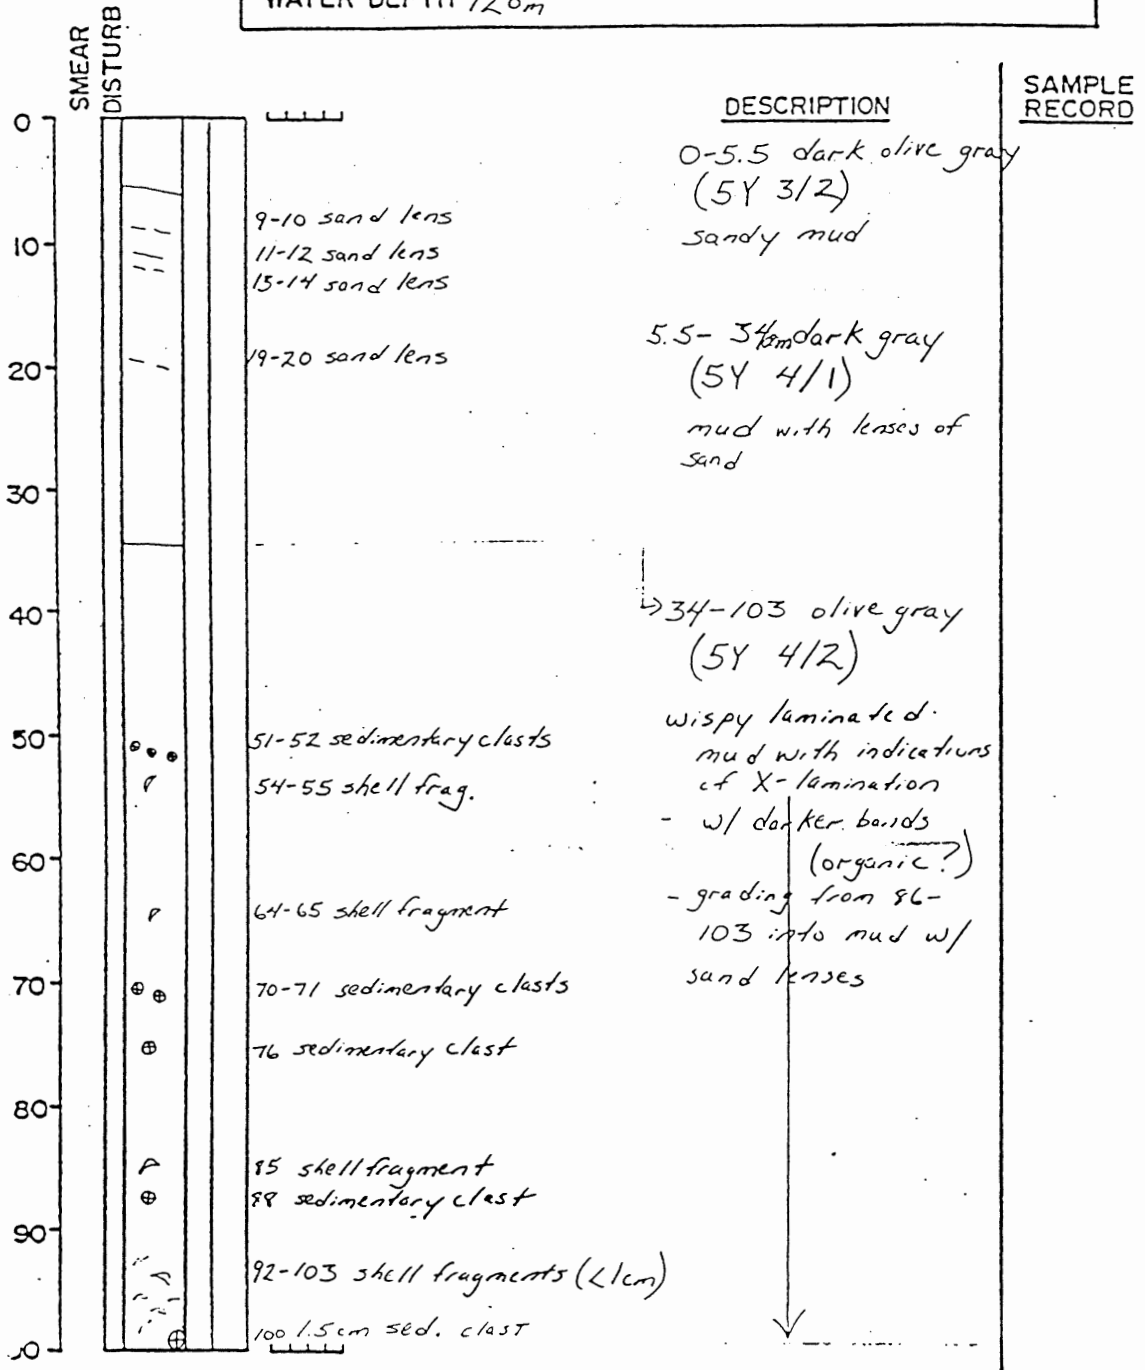 WATER DEPTH 120m
SMEAR
DISTURB
DESCRIPTION
SAMPLE
RECORD
0
10
20
30
40
50
60
70
80
90
0-5.5 dark olive gray
(5Y 3/2)
sandy mud
9-10 sand lens
11-12 sand lens
13-14 sand lens
19-20 sand lens
5.5-34cm dark gray
(5Y 4/1)
mud with lenses of
sand
34-103 olive gray
(5Y 4/2)
wispy laminated
mud with indications
of X-lamination
- w/ darker bands
(organic?)
- grading from 86-
103 into mud w/
sand lenses
51-52 sedimentary clasts
54-55 shell frag.
64-65 shell fragment
70-71 sedimentary clasts
76 sedimentary clast
85 shell fragment
88 sedimentary clast
92-103 shell fragments (<1cm)
100 1.5cm sed. clast